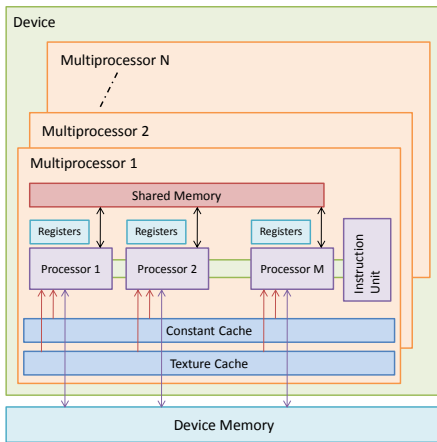 Device
Multiprocessor N
Multiprocessor 2
Multiprocessor 1
Shared Memory
Registers
Registers
Registers
Processor 1
Processor 2
Processor M
Instruction
Unit
Constant Cache
Texture Cache
Device Memory